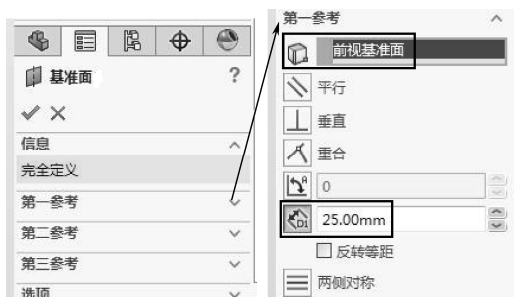 基准面
?
信息
完全定义
第一参考
第二参考
第三参考
选项
第一参考
前视基准面
平行
垂直
重合
0
D1
25.00mm
反转等距
两侧对称